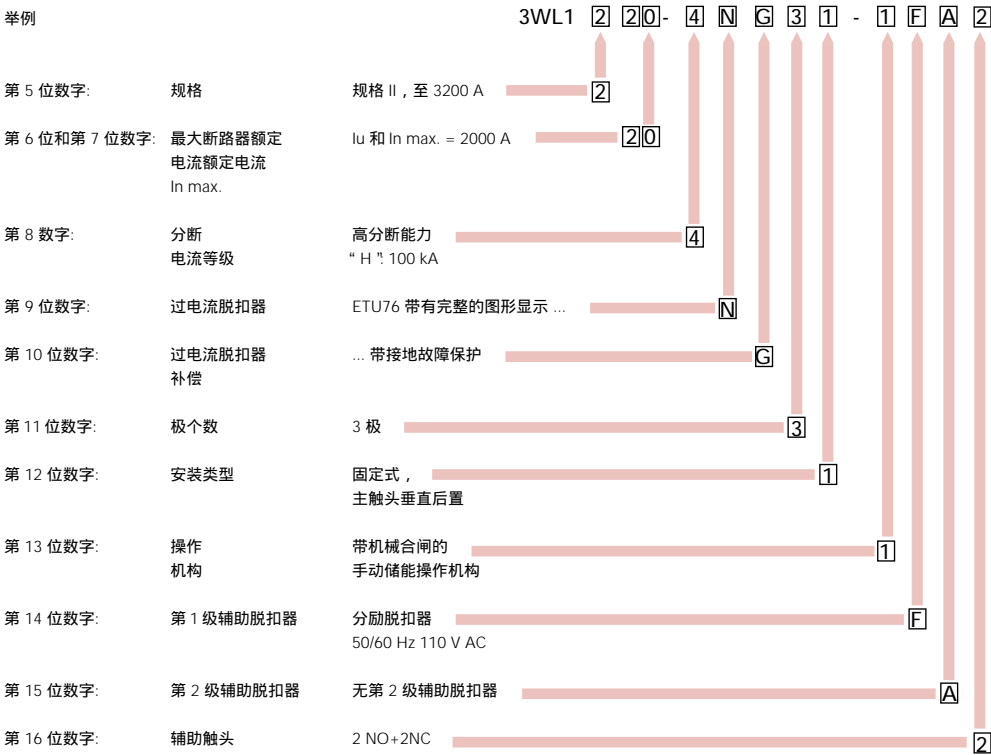 举例 3WL1 2 20- 4 N G 3 1 - 1 F A 2
第 5 位数字: 规格 规格 II , 至 3200 A 2
第 6 位和第 7 位数字: 最大断路器额定 Iu 和 In max. = 2000 A 20
电流额定电流
In max.
第 8 数字: 分断 高分断能力 4
电流等级 “ H ”: 100 kA
第 9 位数字: 过电流脱扣器 ETU76 带有完整的图形显示 ... N
第 10 位数字: 过电流脱扣器 ... 带接地故障保护 G
补偿
第 11 位数字: 极个数 3 极 3
第 12 位数字: 安装类型 固定式 , 1
主触头垂直后置
第 13 位数字: 操作 带机械合闸的 1
机构 手动储能操作机构
第 14 位数字: 第 1 级辅助脱扣器 分励脱扣器 F
50/60 Hz 110 V AC
第 15 位数字: 第 2 级辅助脱扣器 无第 2 级辅助脱扣器 A
第 16 位数字: 辅助触头 2 NO+2NC 2